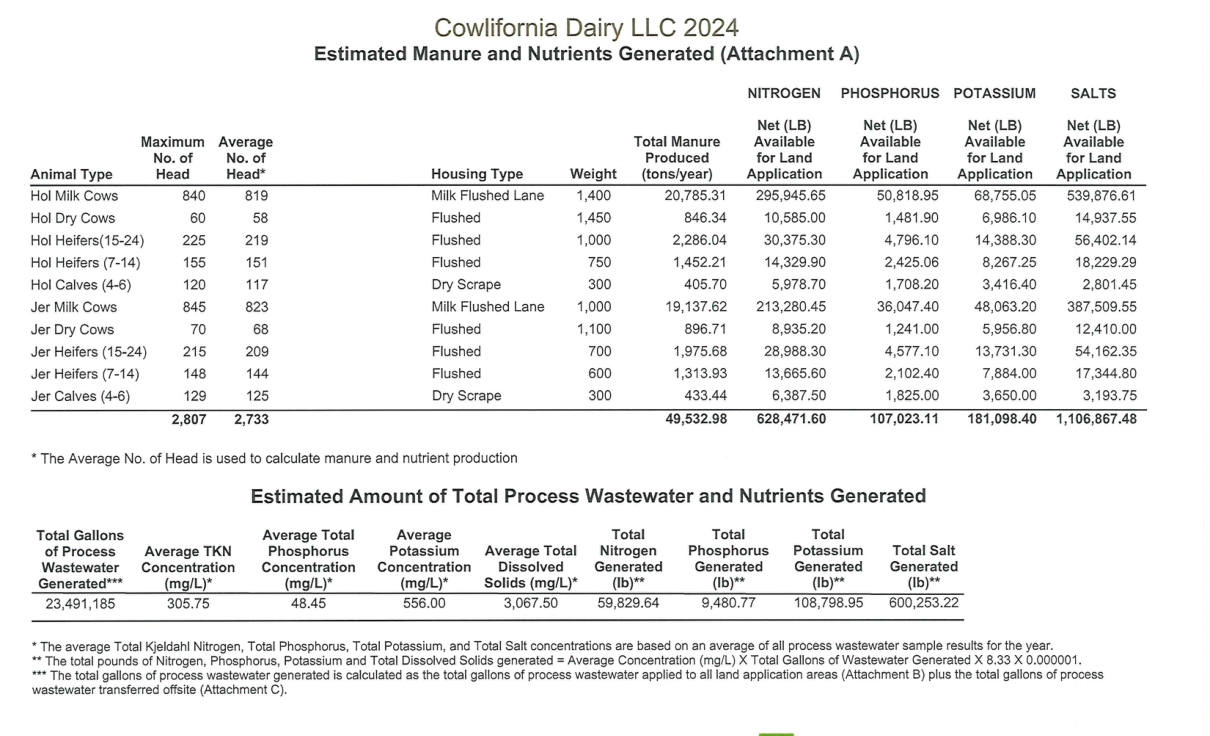 Cowlifornia Dairy LLC 2024
Estimated Manure and Nutrients Generated (Attachment A)
NITROGEN PHOSPHORUS POTASSIUM SALTS
Animal Type Maximum No. of Head Average No. of Head* Housing Type Weight Total Manure Produced (tons/year) Net (LB) Available for Land Application Net (LB) Available for Land Application Net (LB) Available for Land Application Net (LB) Available for Land Application
Hol Milk Cows 840 819 Milk Flushed Lane 1,400 20,785.31 295,945.65 50,818.95 68,755.05 539,876.61
Hol Dry Cows 60 58 Flushed 1,450 846.34 10,585.00 1,481.90 6,986.10 14,937.55
Hol Heifers(15-24) 225 219 Flushed 1,000 2,286.04 30,375.30 4,796.10 14,388.30 56,402.14
Hol Heifers (7-14) 155 151 Flushed 750 1,452.21 14,329.90 2,425.06 8,267.25 18,229.29
Hol Calves (4-6) 120 117 Dry Scrape 300 405.70 5,978.70 1,708.20 3,416.40 2,801.45
Jer Milk Cows 845 823 Milk Flushed Lane 1,000 19,137.62 213,280.45 36,047.40 48,063.20 387,509.55
Jer Dry Cows 70 68 Flushed 1,100 896.71 8,935.20 1,241.00 5,956.80 12,410.00
Jer Heifers (15-24) 215 209 Flushed 700 1,975.68 28,988.30 4,577.10 13,731.30 54,162.35
Jer Heifers (7-14) 148 144 Flushed 600 1,313.93 13,665.60 2,102.40 7,884.00 17,344.80
Jer Calves (4-6) 129 125 Dry Scrape 300 433.44 6,387.50 1,825.00 3,650.00 3,193.75
2,807 2,733 49,532.98 628,471.60 107,023.11 181,098.40 1,106,867.48
* The Average No. of Head is used to calculate manure and nutrient production
Estimated Amount of Total Process Wastewater and Nutrients Generated
Total Gallons of Process Wastewater Generated*** Average TKN Concentration (mg/L)* Average Total Phosphorus Concentration (mg/L)* Average Potassium Concentration (mg/L)* Average Total Dissolved Solids (mg/L)* Total Nitrogen Generated (lb)** Total Phosphorus Generated (lb)** Total Potassium Generated (lb)** Total Salt Generated (lb)**
23,491,185 305.75 48.45 556.00 3,067.50 59,829.64 9,480.77 108,798.95 600,253.22
* The average Total Kjeldahl Nitrogen, Total Phosphorus, Total Potassium, and Total Salt concentrations are based on an average of all process wastewater sample results for the year.
** The total pounds of Nitrogen, Phosphorus, Potassium and Total Dissolved Solids generated = Average Concentration (mg/L) X Total Gallons of Wastewater Generated X 8.33 X 0.000001.
*** The total gallons of process wastewater generated is calculated as the total gallons of process wastewater applied to all land application areas (Attachment B) plus the total gallons of process
wastewater transferred offsite (Attachment C).